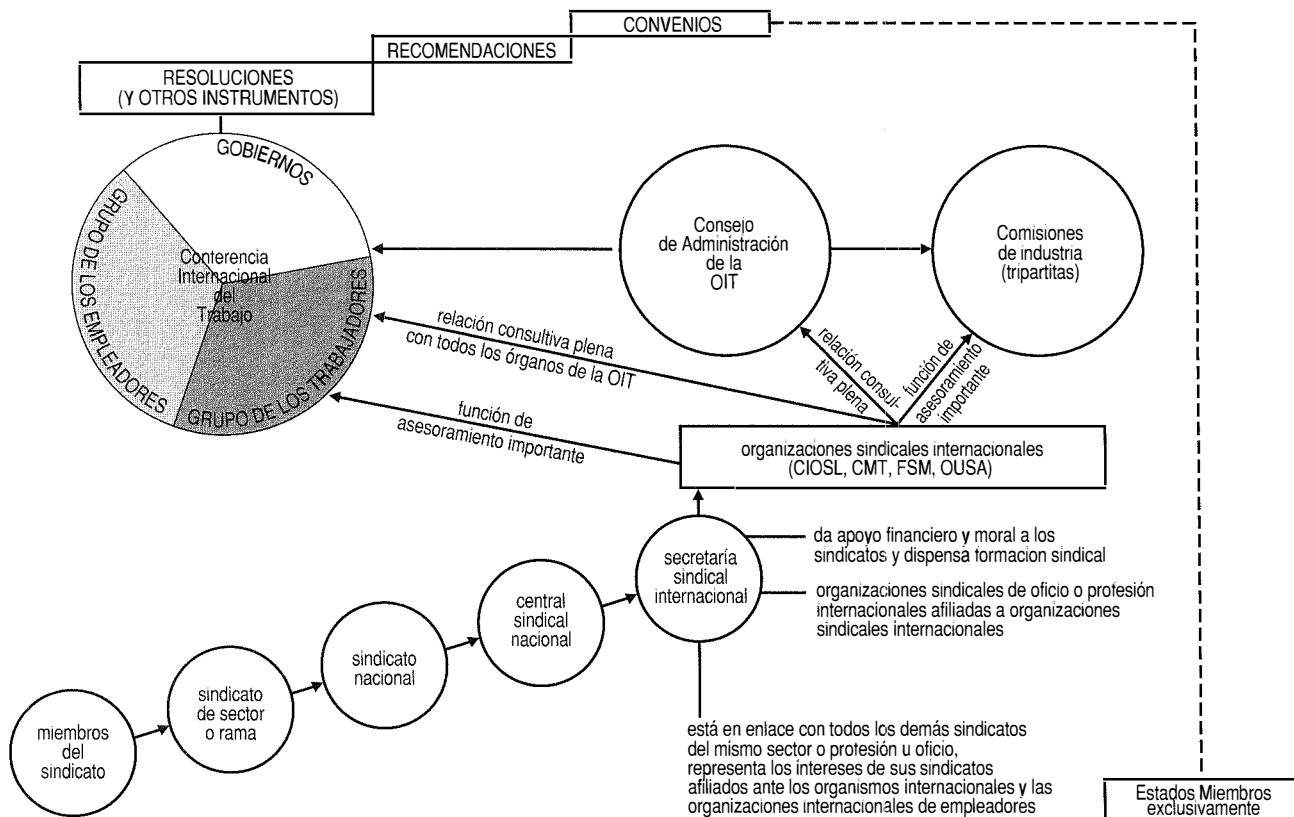 CONVENIOS
RECOMENDACIONES
RESOLUCIONES
(Y OTROS INSTRUMENTOS)
GOBIERNOS
GRUPO DE LOS EMPLEADORES
GRUPO DE LOS TRABAJADORES
Conterencia
Internacional
del
Trabajo
Consejo
de Administración
de la
OIT
Comisiones
de industria
(tripartitas)
relación consultiva plena
con todos los órganos de la OIT
relación consul-
tiva plena
función de
asesoramiento
importante
función de
asesoramiento importante
organizaciones sindicales internacionales
(CIOSL, CMT, FSM, OUSA)
secretaría
sindical
internacional
da apoyo financiero y moral a los
sindicatos y dispensa formacion sindical
organizaciones sindicales de oficio o profesión
internacionales afiliadas a organizaciones
sindicales internacionales
central
sindical
nacional
sindicato
nacional
sindicato
de sector
o rama
miembros
del
sindicato
está en enlace con todos los demás sindicatos
del mismo sector o profesión u oficio,
representa los intereses de sus sindicatos
afiliados ante los organismos internacionales y las
organizaciones internacionales de empleadores
Estados Miembros
exclusivamente